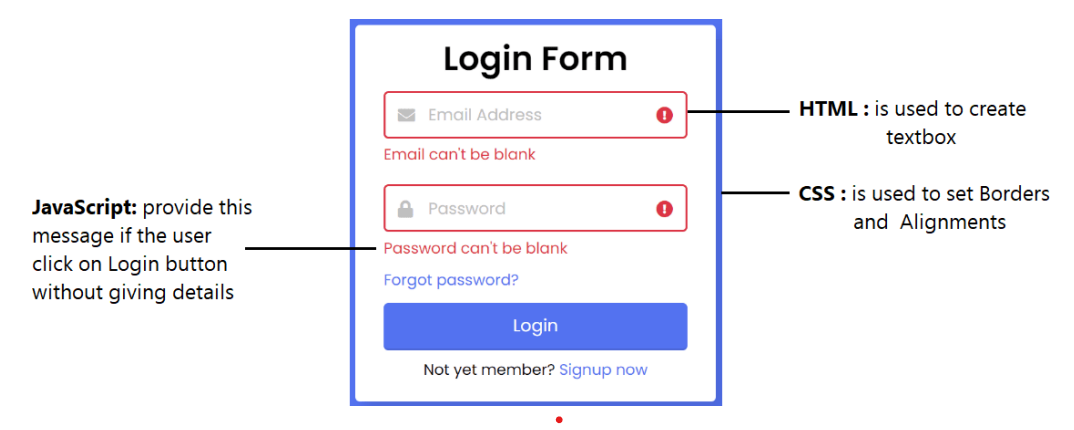 Login Form
Email Address
Email can't be blank
Password
Password can't be blank
Forgot password?
Login
Not yet member? Signup now
HTML : is used to create
textbox
CSS : is used to set Borders
and Alignments
JavaScript: provide this
message if the user
click on Login button
without giving details